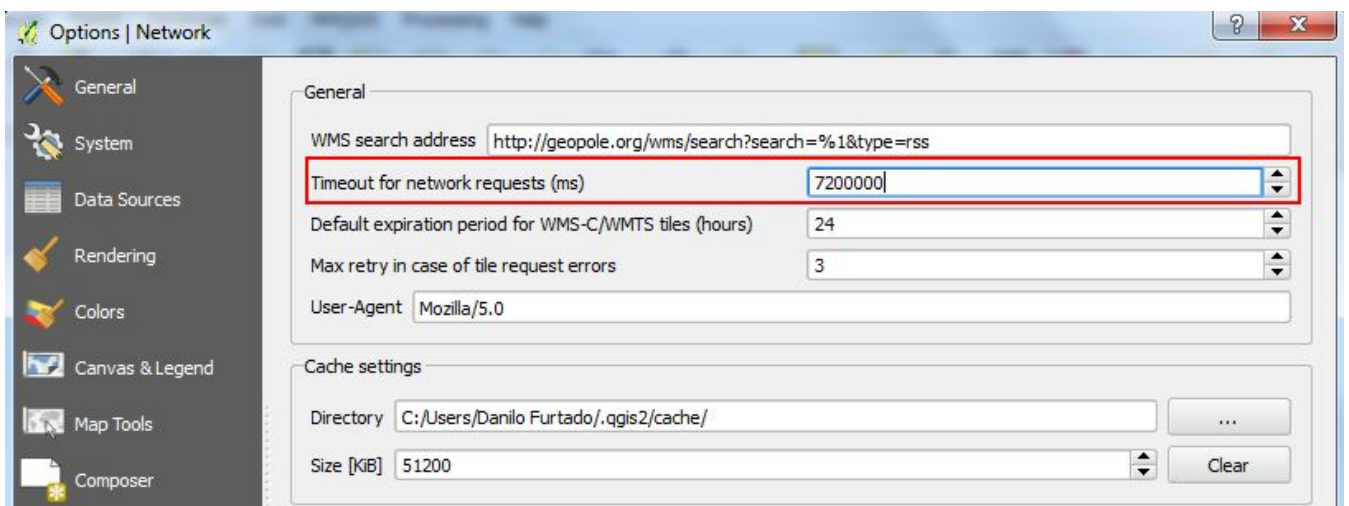 Options | Network
General
System
Data Sources
Rendering
Colors
Canvas & Legend
Map Tools
Composer
General
WMS search address http://geopole.org/wms/search?search=%1&type=rss
Timeout for network requests (ms) 7200000
Default expiration period for WMS-C/WMTS tiles (hours) 24
Max retry in case of tile request errors 3
User-Agent Mozilla/5.0
Cache settings
Directory C:/Users/Danilo Furtado/.qgis2/cache/ ...
Size [KiB] 51200 Clear